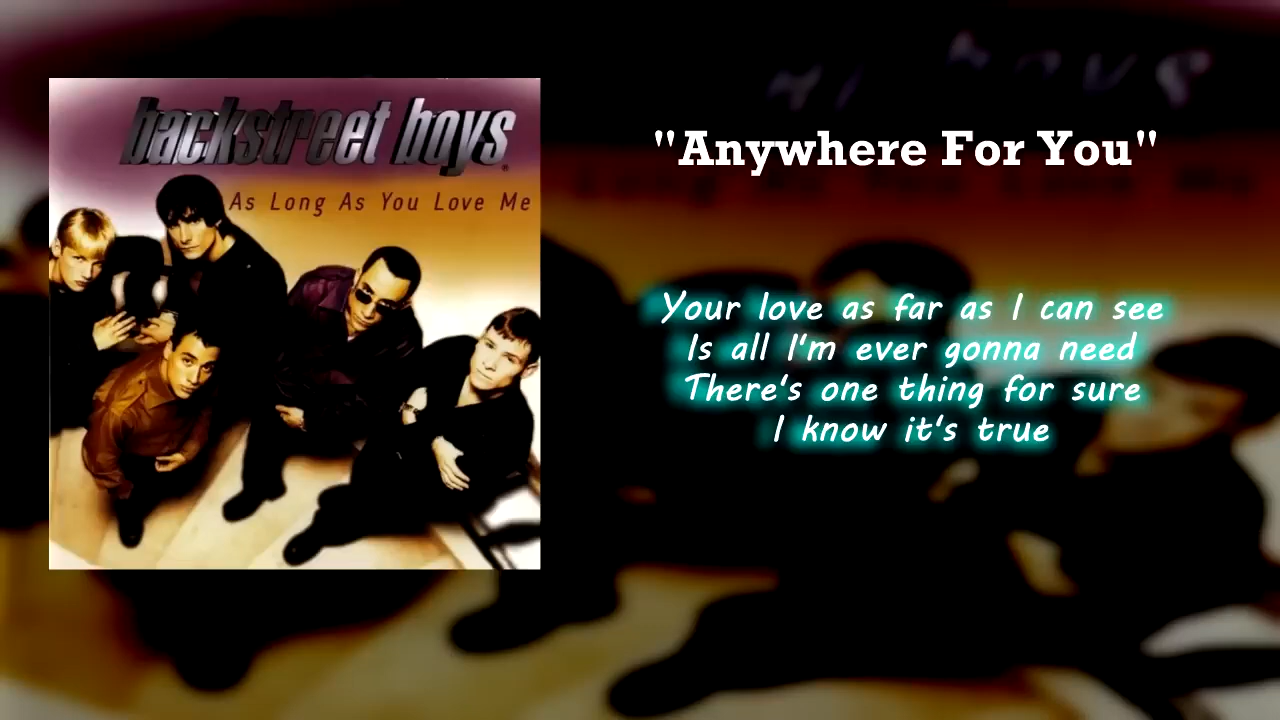 backstreet boys
As Long As You Love Me
"Anywhere For You"
Your love as far as I can see
Is all I'm ever gonna need
There's one thing for sure
I know it's true